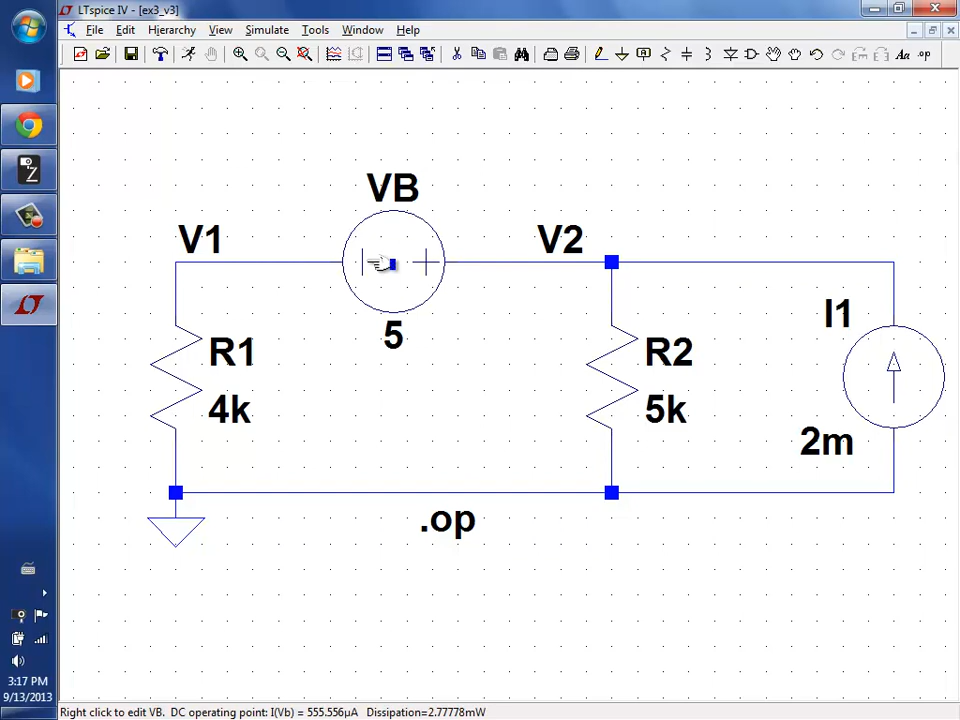 LTspice IV - [ex3_v3]
File Edit Hierarchy View Simulate Tools Window Help
Aa .op
VB
V1 V2
I1
5
R1 R2
4k 5k
2m
.op
3:17 PM
9/13/2013
Right click to edit VB. DC operating point: I(Vb) = 555.556µA Dissipation=2.77778mW